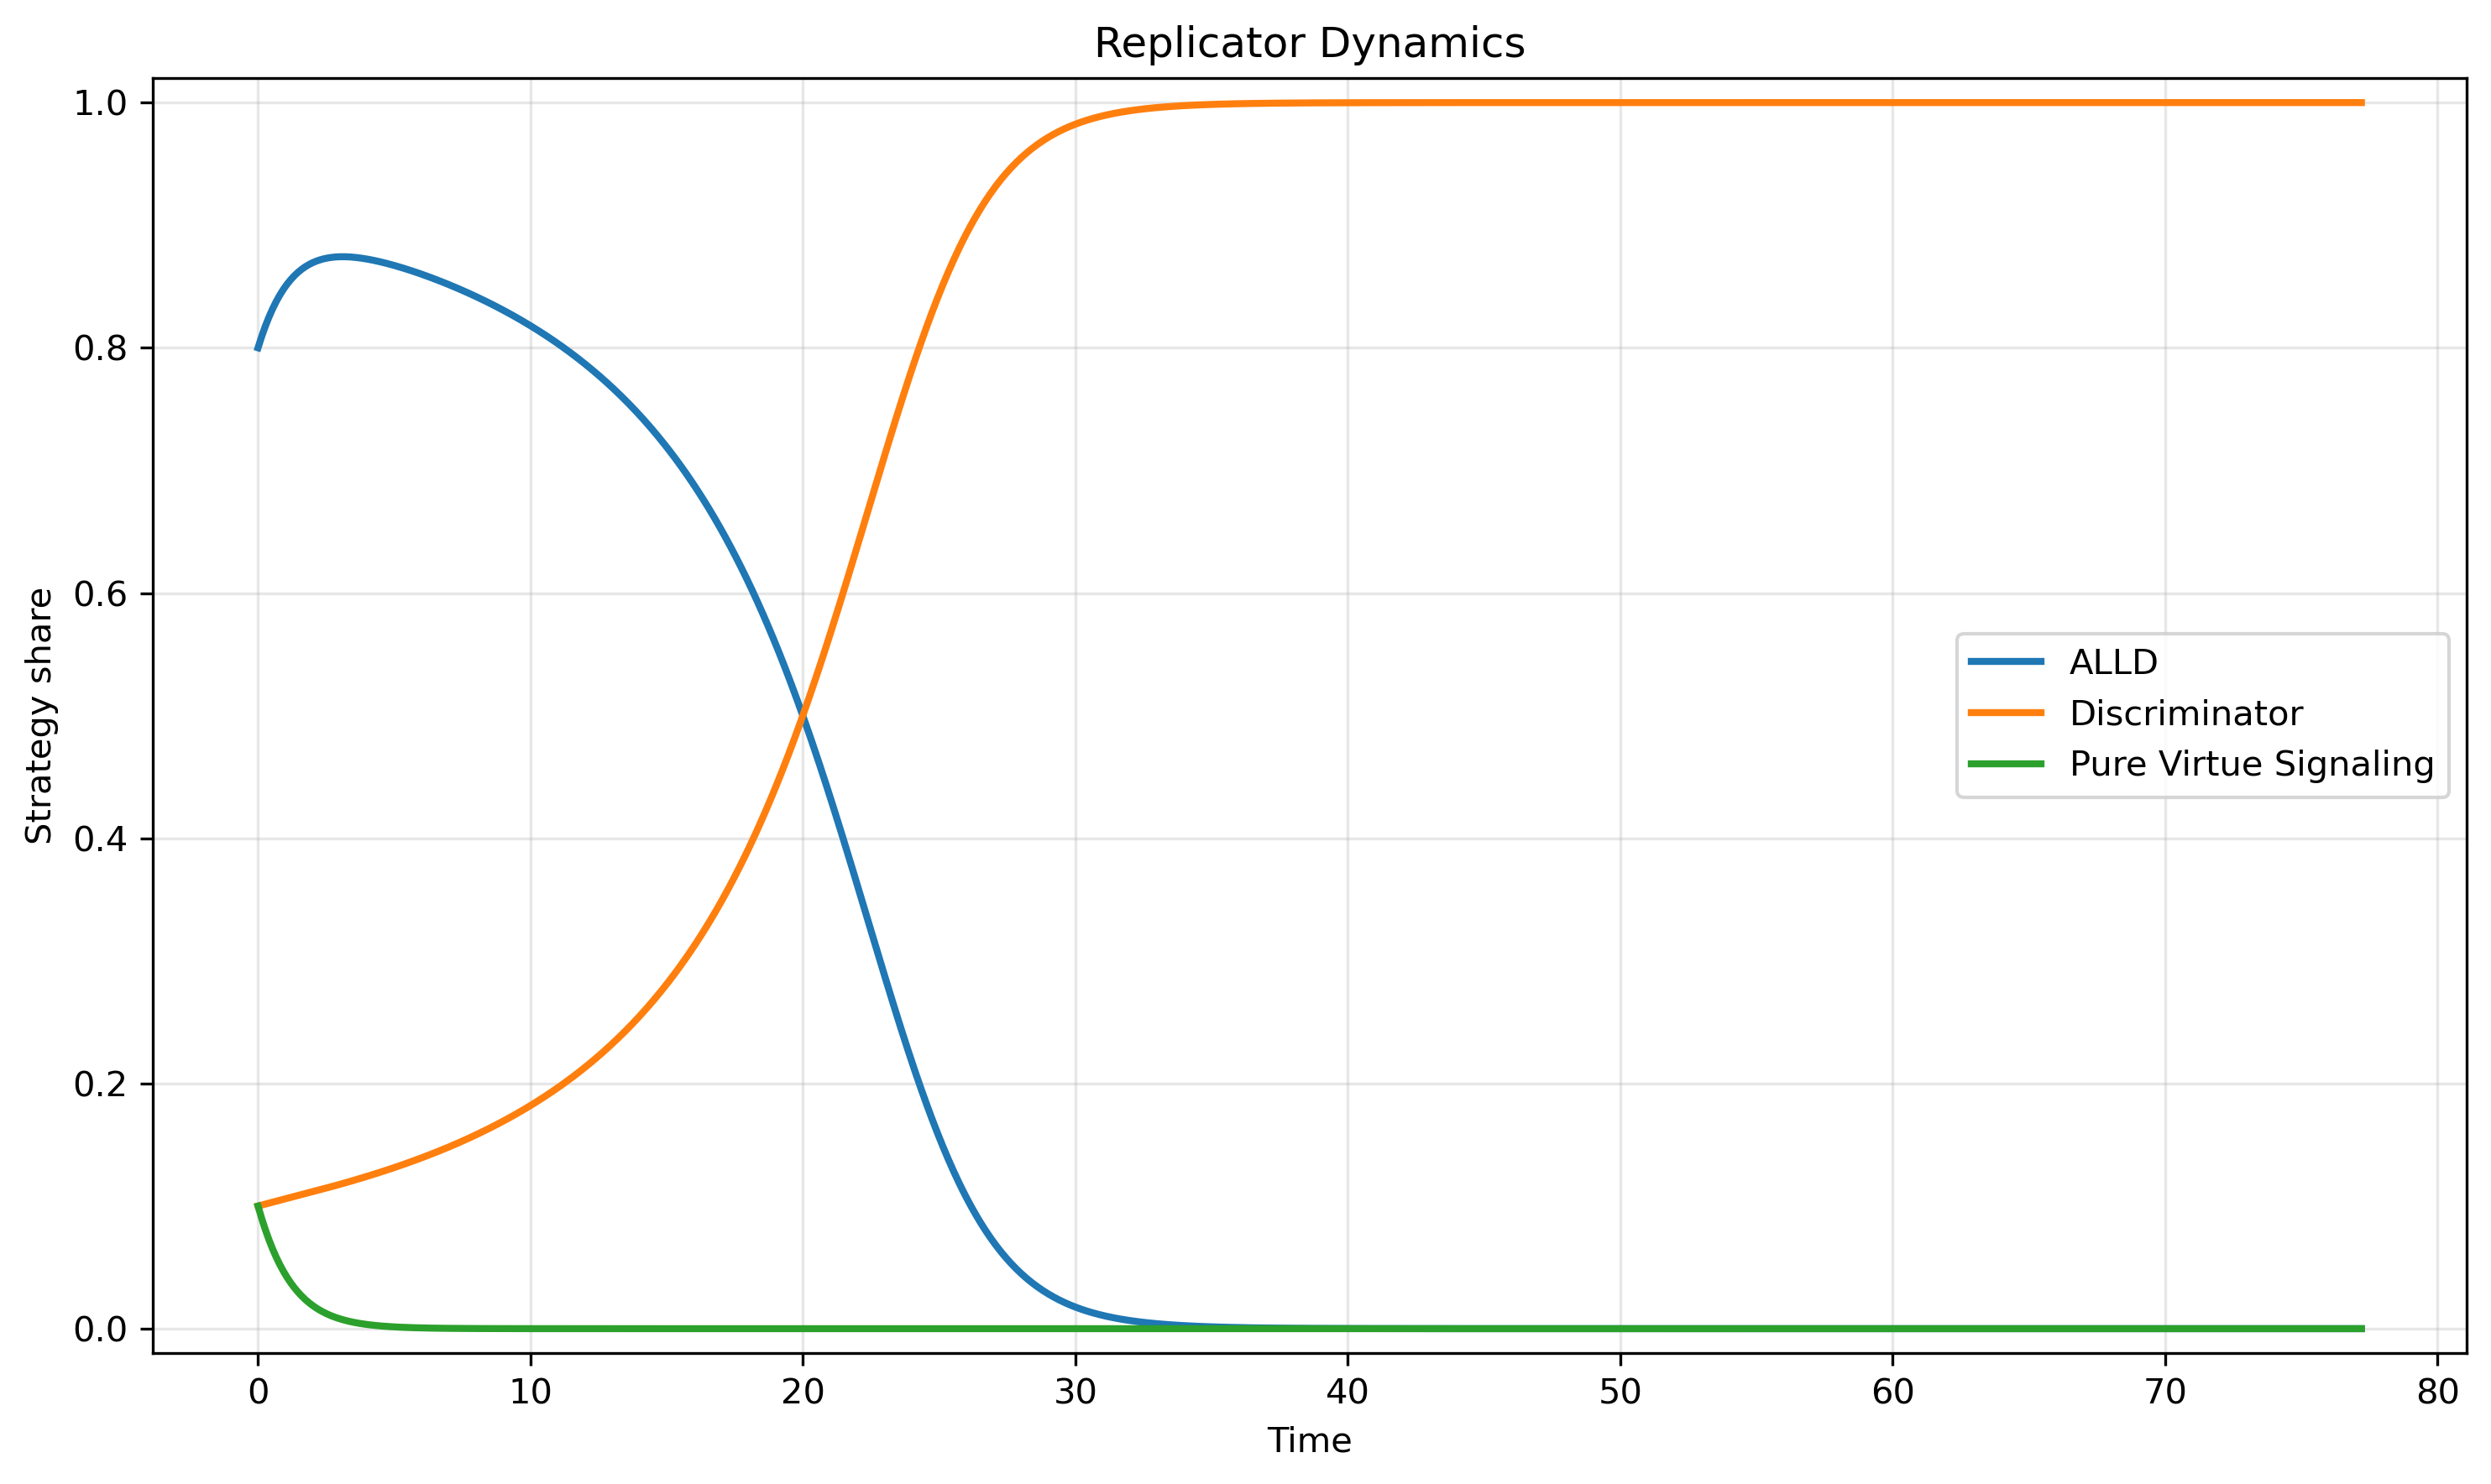 Replicator Dynamics
Strategy share
1.0
0.8
0.6
0.4
0.2
0.0
ALLD
Discriminator
Pure Virtue Signaling
0 10 20 30 40 50 60 70 80
Time